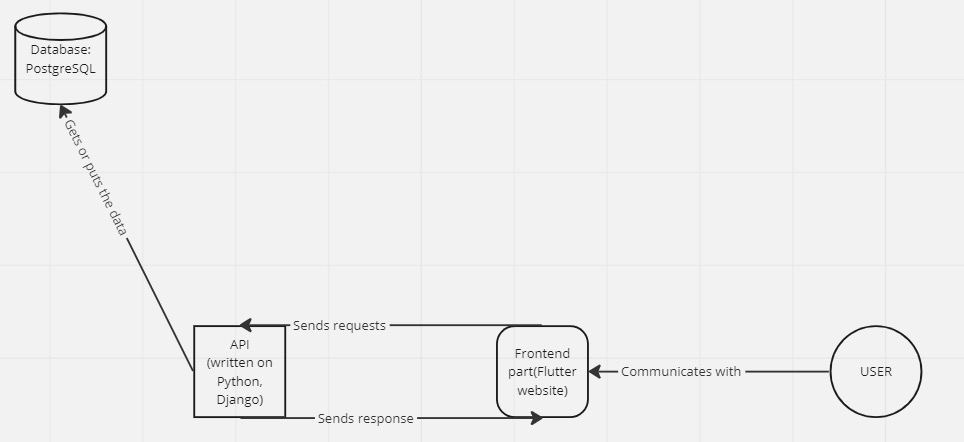 Database:
PostgreSQL
Gets or puts the data
Sends requests
API
(written on
Python,
Django)
Frontend
part(Flutter
website)
Communicates with
USER
Sends response